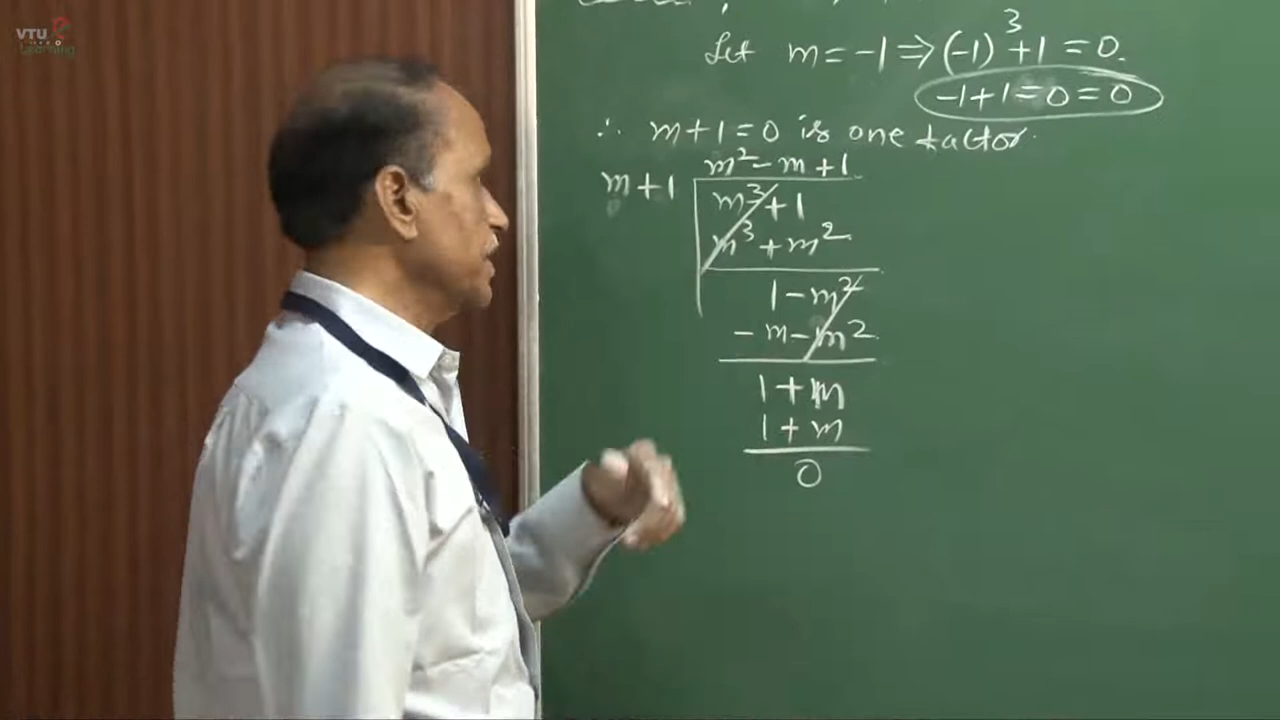 VTU e
Learning
Let m = -1 ⇒ (-1)³ + 1 = 0.
-1+1=0=0
∴ m+1=0 is one factor.
m² - m + 1
m+1
m³ + 1
m³ + m²
1 - m²
- m - m²
1 + m
1 + m
0